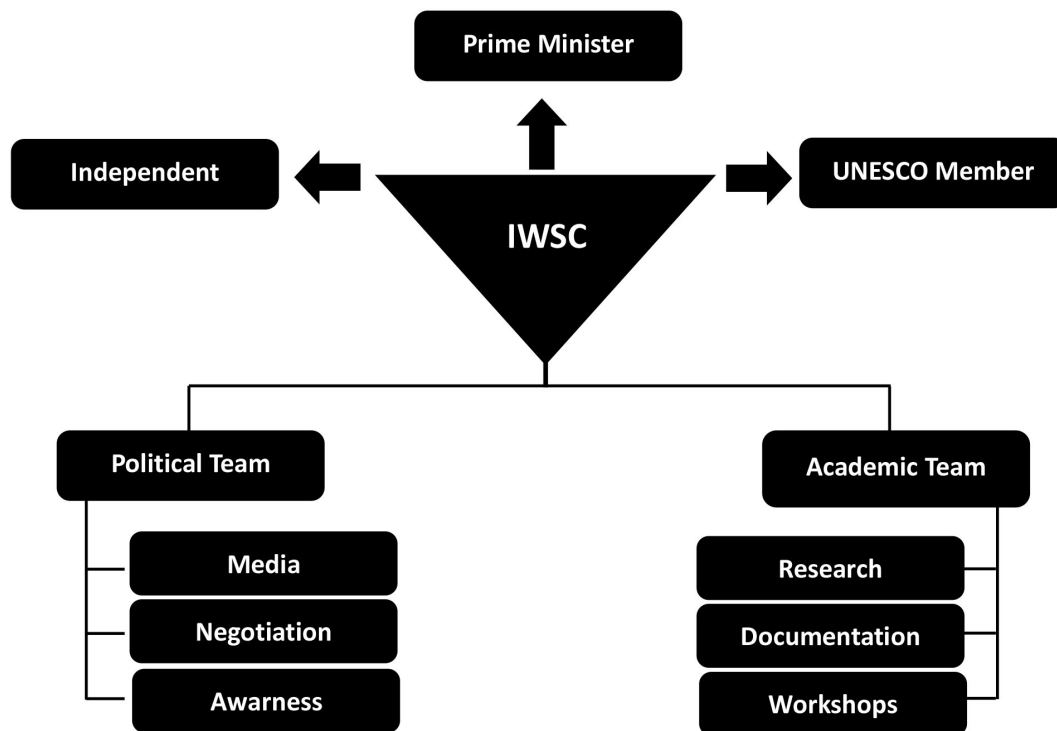 Prime Minister
Independent
UNESCO Member
IWSC
Political Team
Academic Team
Media
Negotiation
Awarness
Research
Documentation
Workshops